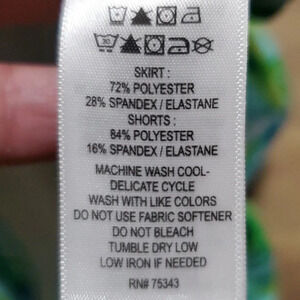 SKIRT :
72% POLYESTER
28% SPANDEX / ELASTANE
SHORTS :
84% POLYESTER
16% SPANDEX / ELASTANE
MACHINE WASH COOL-
DELICATE CYCLE
WASH WITH LIKE COLORS
DO NOT USE FABRIC SOFTENER
DO NOT BLEACH
TUMBLE DRY LOW
LOW IRON IF NEEDED
RN# 75343